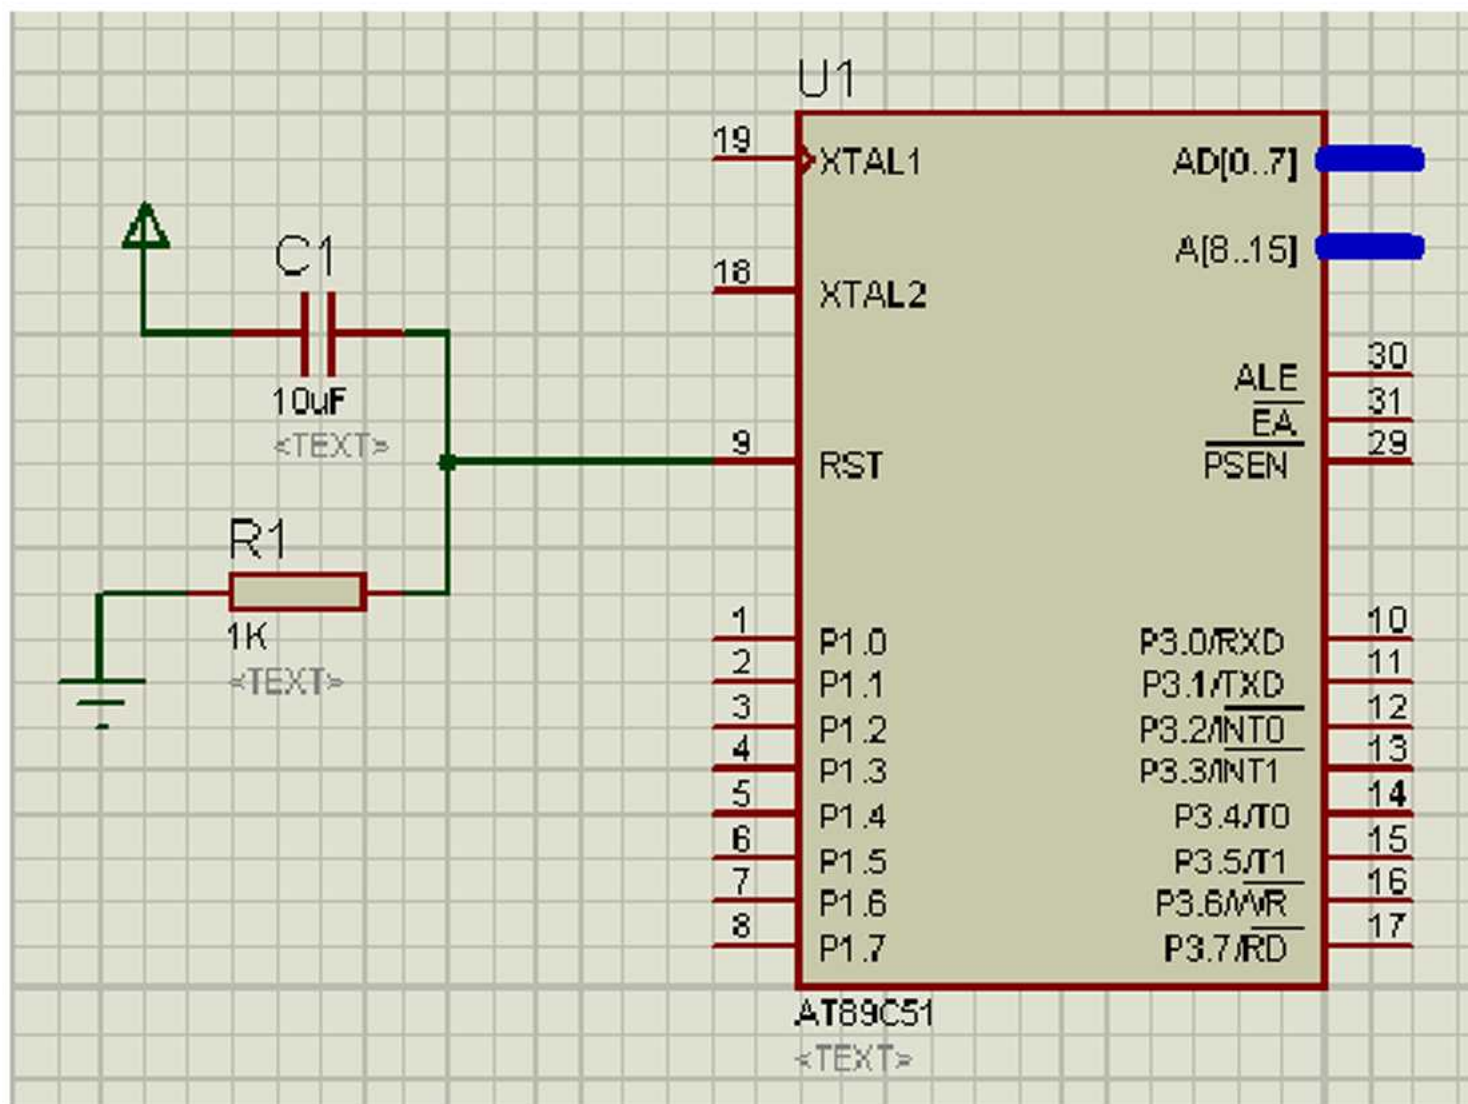 U1
19
XTAL1
AD[0..7]
A[8..15]
18
XTAL2
C1
10uF
<TEXT>
ALE
30
EA
31
9
RST
PSEN
29
R1
1K
<TEXT>
1
P1.0
P3.0/RXD
10
2
P1.1
P3.1/TXD
11
3
P1.2
P3.2/INT0
12
4
P1.3
P3.3/INT1
13
5
P1.4
P3.4/T0
14
6
P1.5
P3.5/T1
15
7
P1.6
P3.6/WR
16
8
P1.7
P3.7/RD
17
AT89C51
<TEXT>